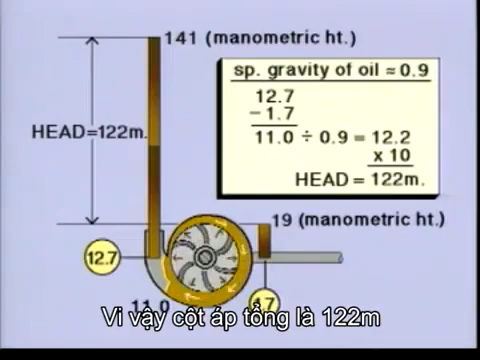 141 (manometric ht.)
sp. gravity of oil ≈ 0.9
12.7
– 1.7
11.0 ÷ 0.9 = 12.2
x 10
HEAD = 122m.
HEAD=122m.
19 (manometric ht.)
12.7
1.7
11.0
Vì vậy cột áp tổng là 122m